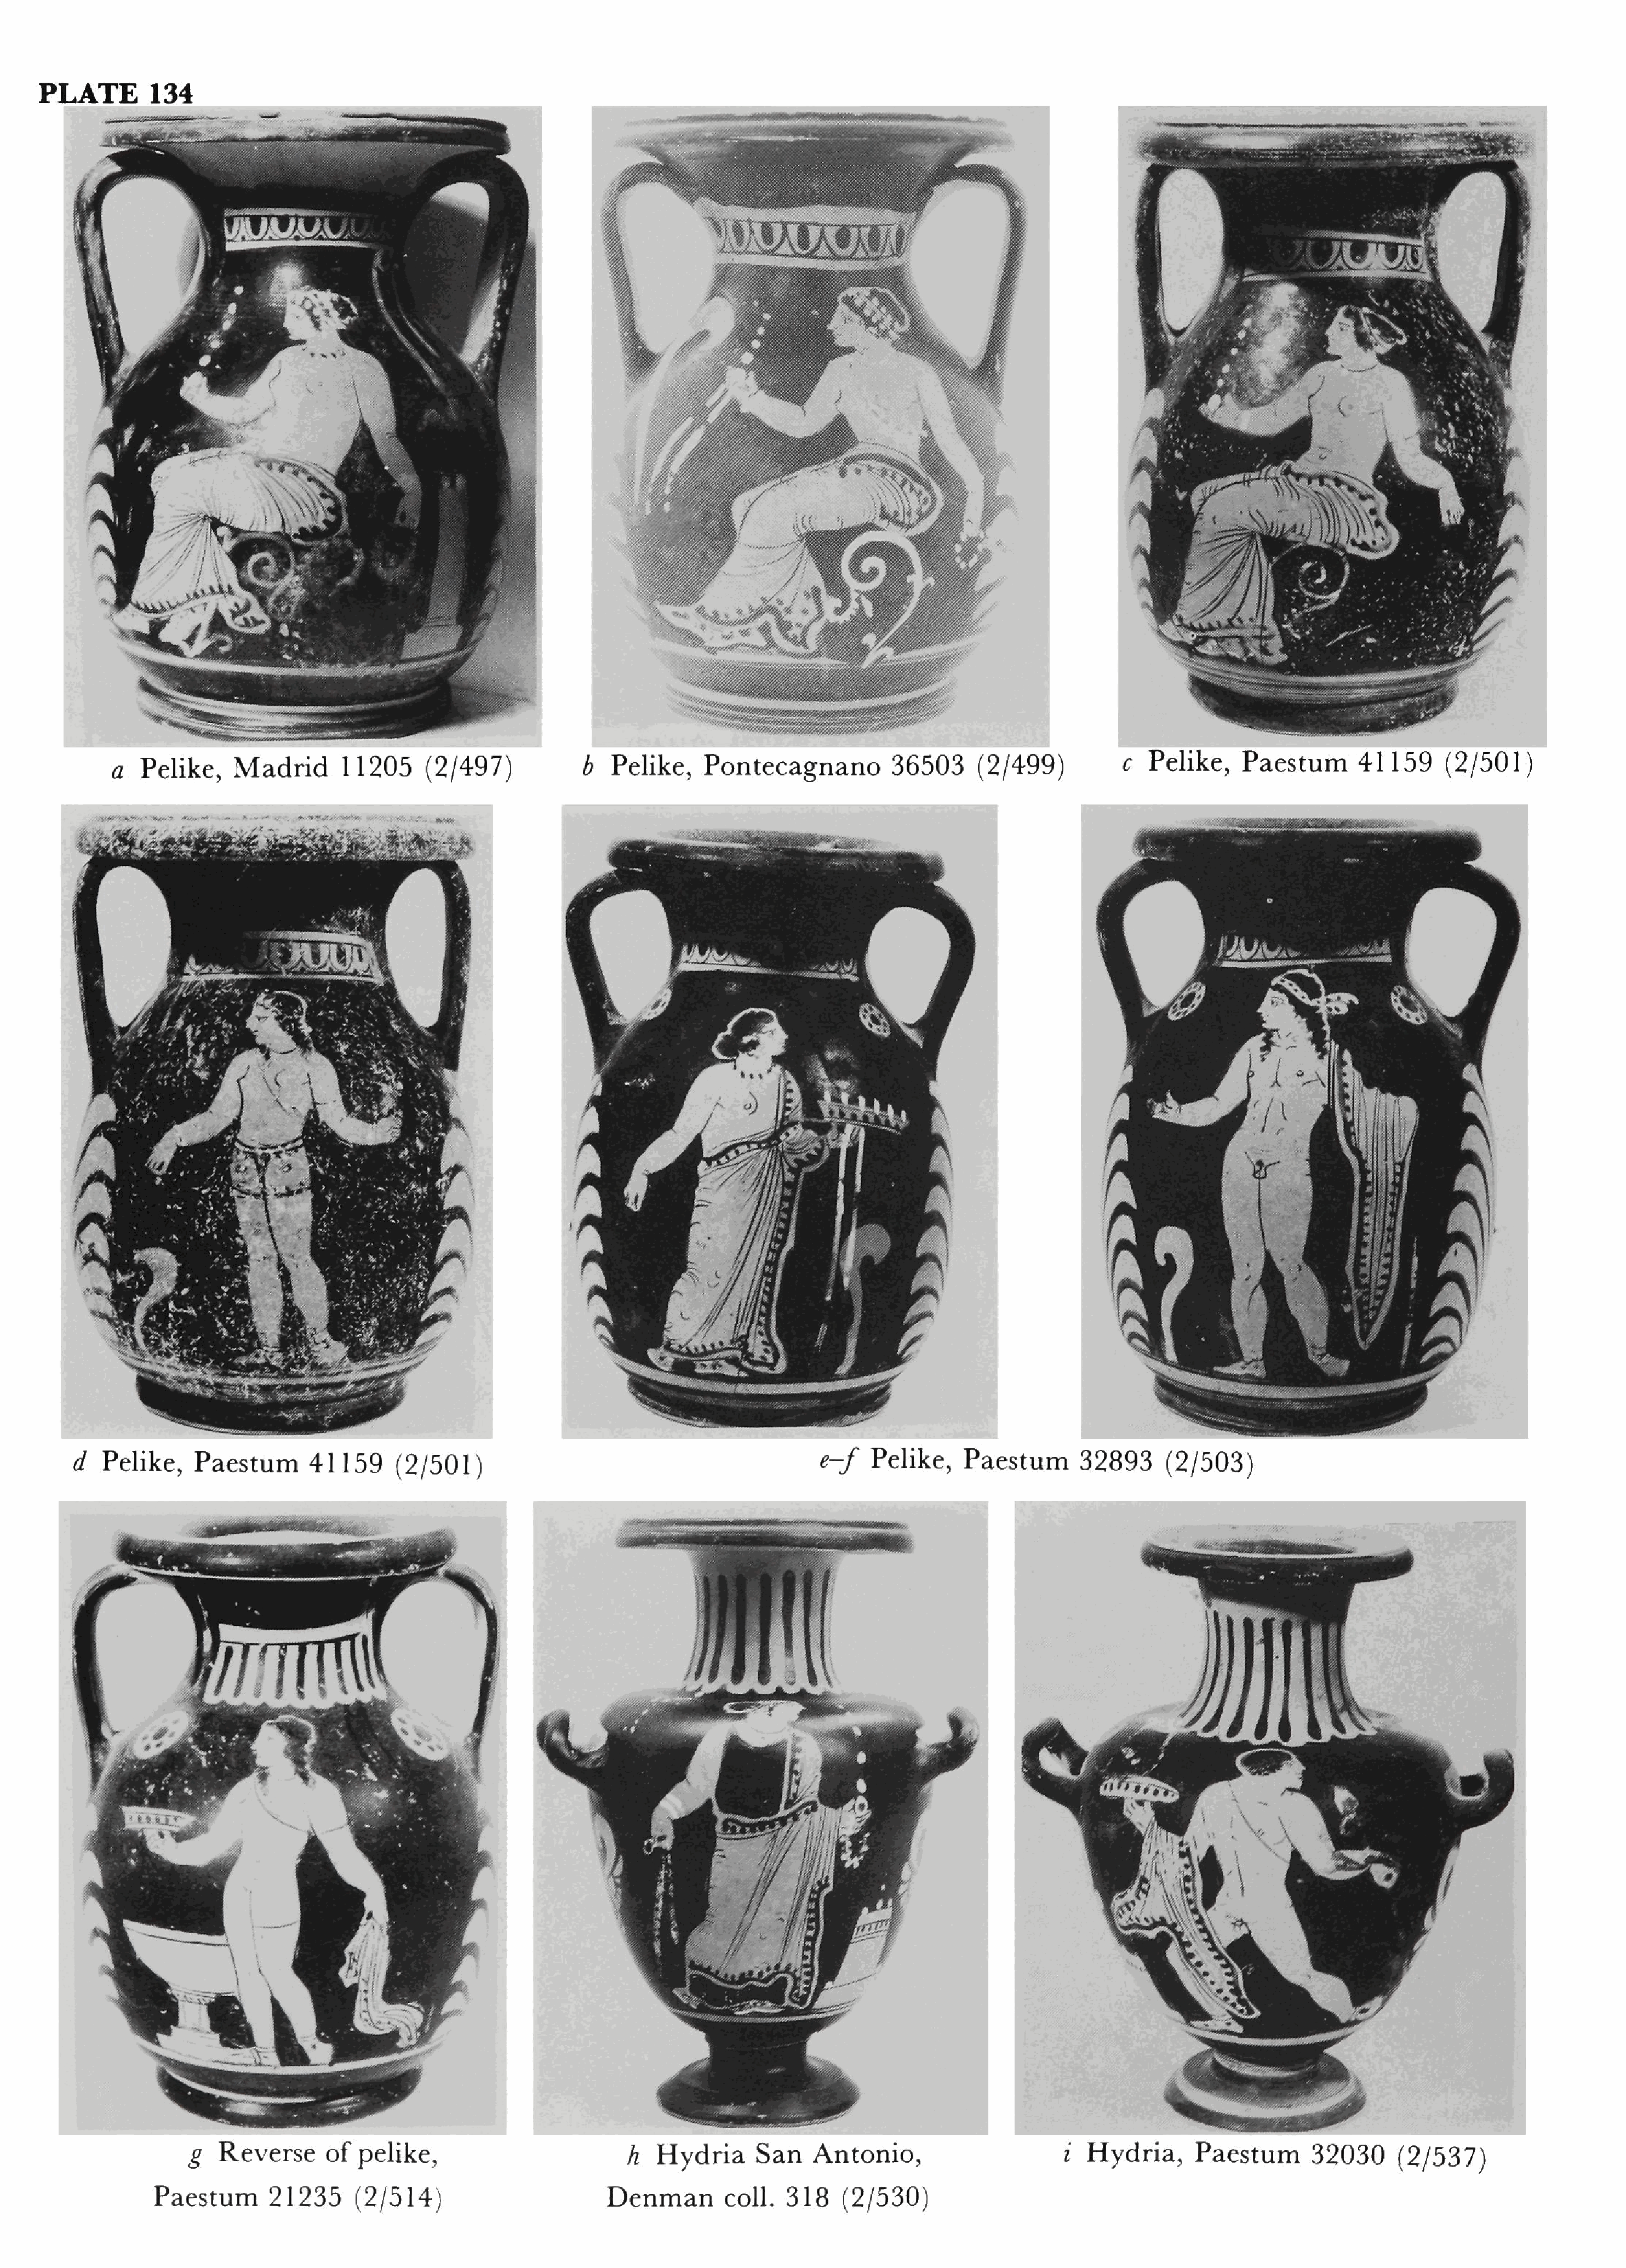 PLATE 134
a Pelike, Madrid 11205 (2/497)
b Pelike, Pontecagnano 36503 (2/499)
c Pelike, Paestum 41159 (2/501)
d Pelike, Paestum 41159 (2/501)
e–f Pelike, Paestum 32893 (2/503)
g Reverse of pelike,
Paestum 21235 (2/514)
h Hydria San Antonio,
Denman coll. 318 (2/530)
i Hydria, Paestum 32030 (2/537)